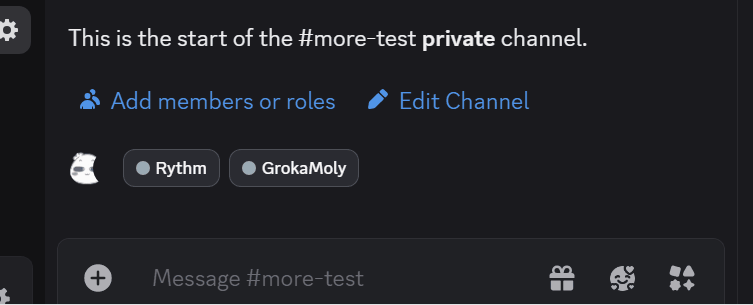 This is the start of the #more-test private channel.
Add members or roles Edit Channel
Rythm GrokaMoly
Message #more-test